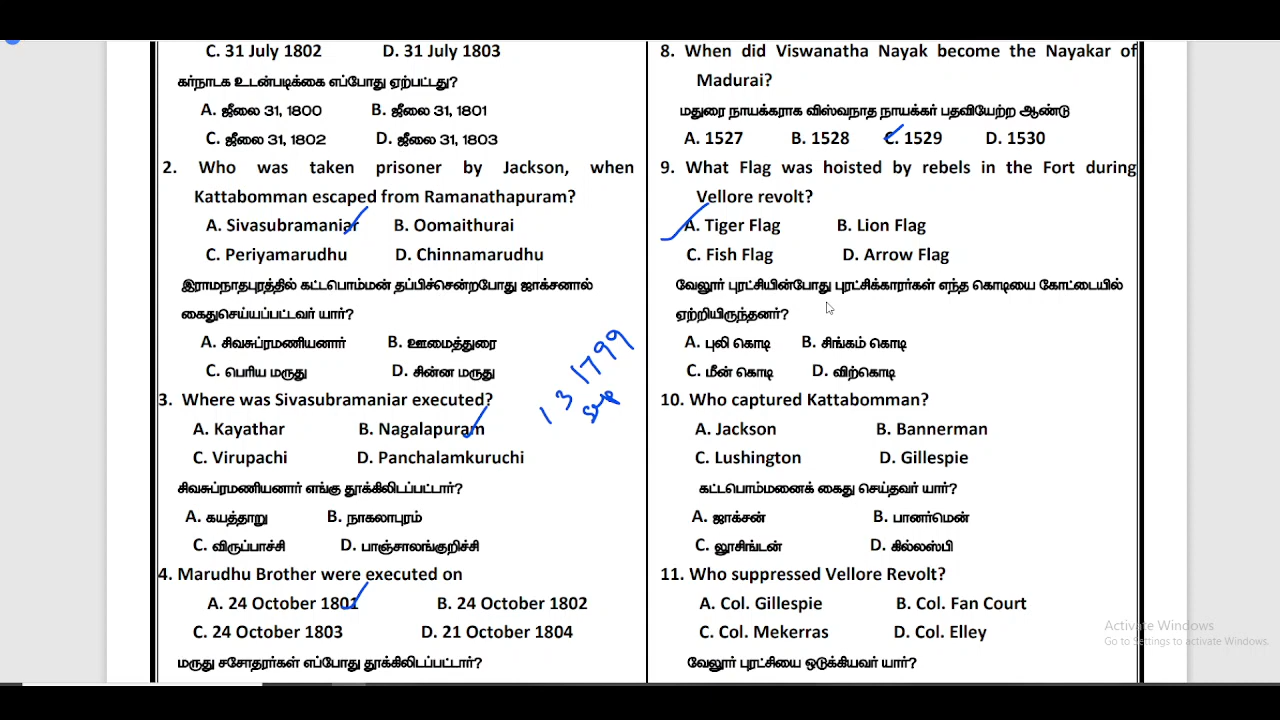 C. 31 July 1802 D. 31 July 1803
கர்நாடக உடன்படிக்கை எப்போது ஏற்பட்டது?
A. ஜீலை 31, 1800 B. ஜீலை 31, 1801
C. ஜீலை 31, 1802 D. ஜீலை 31, 1803
2. Who was taken prisoner by Jackson, when
Kattabomman escaped from Ramanathapuram?
A. Sivasubramaniar B. Oomaithurai
C. Periyamarudhu D. Chinnamarudhu
இராமநாதபுரத்தில் கட்டபொம்மன் தப்பிச்சென்றபோது ஜாக்சனால்
கைதுசெய்யப்பட்டவர் யார்?
A. சிவசுப்ரமணியனார் B. ஊமைத்துரை
C. பெரிய மருது D. சின்ன மருது
131799
Sep
3. Where was Sivasubramaniar executed?
A. Kayathar B. Nagalapuram
C. Virupachi D. Panchalamkuruchi
சிவசுப்ரமணியனார் எங்கு தூக்கிலிடப்பட்டார்?
A. கயத்தாறு B. நாகலாபுரம்
C. விருப்பாச்சி D. பாஞ்சாலங்குறிச்சி
4. Marudhu Brother were executed on
A. 24 October 1801 B. 24 October 1802
C. 24 October 1803 D. 21 October 1804
மருது சசோதரர்கள் எப்போது தூக்கிலிடப்பட்டார்?
8. When did Viswanatha Nayak become the Nayakar of
Madurai?
மதுரை நாயக்கராக விஸ்வநாத நாயக்கர் பதவியேற்ற ஆண்டு
A. 1527 B. 1528 C. 1529 D. 1530
9. What Flag was hoisted by rebels in the Fort during
Vellore revolt?
A. Tiger Flag B. Lion Flag
C. Fish Flag D. Arrow Flag
வேலூர் புரட்சியின்போது புரட்சிக்காரர்கள் எந்த கொடியை கோட்டையில்
ஏற்றியிருந்தனர்?
A. புலி கொடி B. சிங்கம் கொடி
C. மீன் கொடி D. விற்கொடி
10. Who captured Kattabomman?
A. Jackson B. Bannerman
C. Lushington D. Gillespie
கட்டபொம்மனைக் கைது செய்தவர் யார்?
A. ஜாக்சன் B. பானர்மென்
C. லூசிங்டன் D. கில்லஸ்பி
11. Who suppressed Vellore Revolt?
A. Col. Gillespie B. Col. Fan Court
C. Col. Mekerras D. Col. Elley
வேலூர் புரட்சியை ஒடுக்கியவர் யார்?
Activate Windows
Go to Settings to activate Windows.